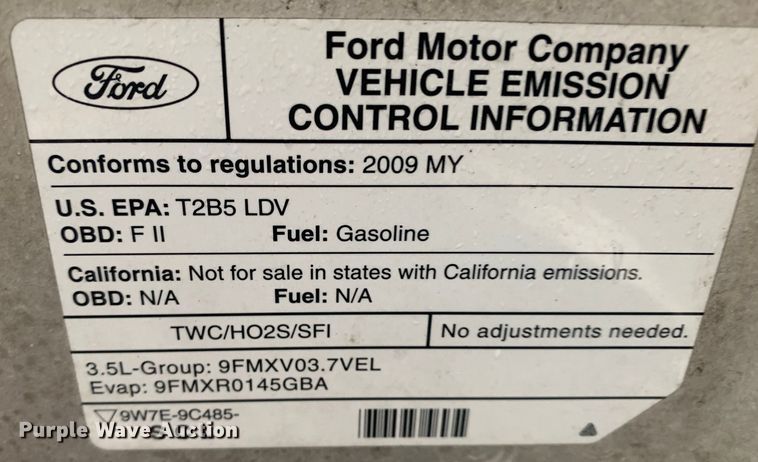 Ford
Ford Motor Company
VEHICLE EMISSION
CONTROL INFORMATION
Conforms to regulations: 2009 MY
U.S. EPA: T2B5 LDV
OBD: F II Fuel: Gasoline
California: Not for sale in states with California emissions.
OBD: N/A Fuel: N/A
TWC/HO2S/SFI No adjustments needed.
3.5L-Group: 9FMXV03.7VEL
Evap: 9FMXR0145GBA
9W7E-9C485-
Purple Wave Auction